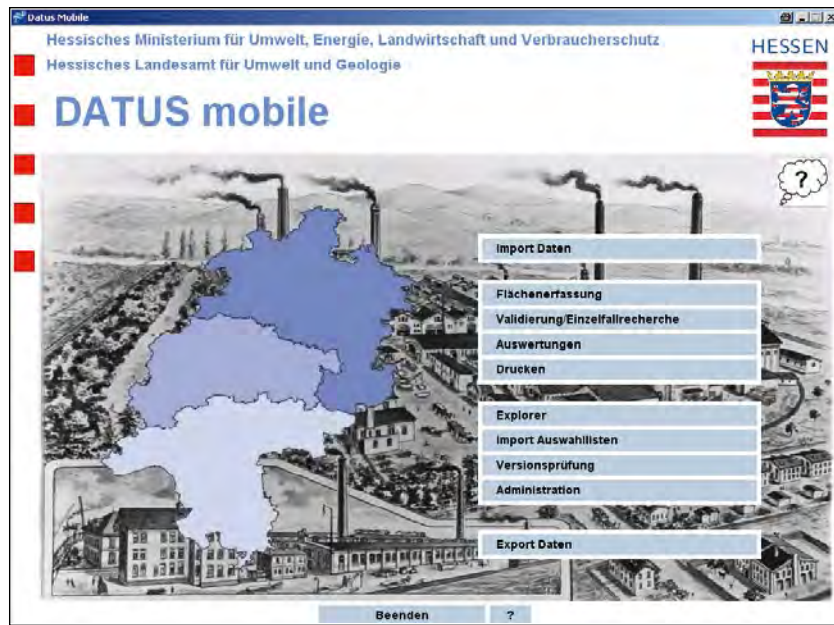 Datus Mobile
Hessisches Ministerium für Umwelt, Energie, Landwirtschaft und Verbraucherschutz
Hessisches Landesamt für Umwelt und Geologie
HESSEN
DATUS mobile
?
Import Daten
Flächenerfassung
Validierung/Einzelfallrecherche
Auswertungen
Drucken
Explorer
Import Auswahllisten
Versionsprüfung
Administration
Export Daten
Beenden
?